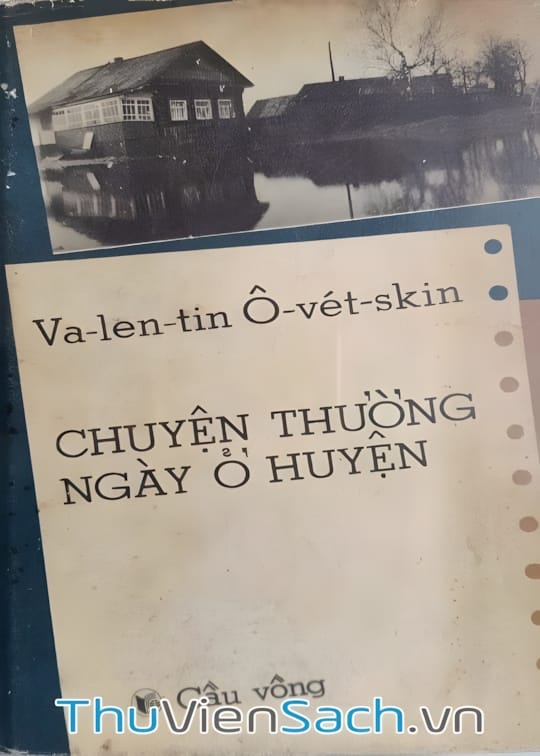 Va-len-tin Ô-vét-skin
CHUYỆN THƯỜNG
NGÀY Ở HUYỆN
Cầu vồng
ThuVienSach.vn